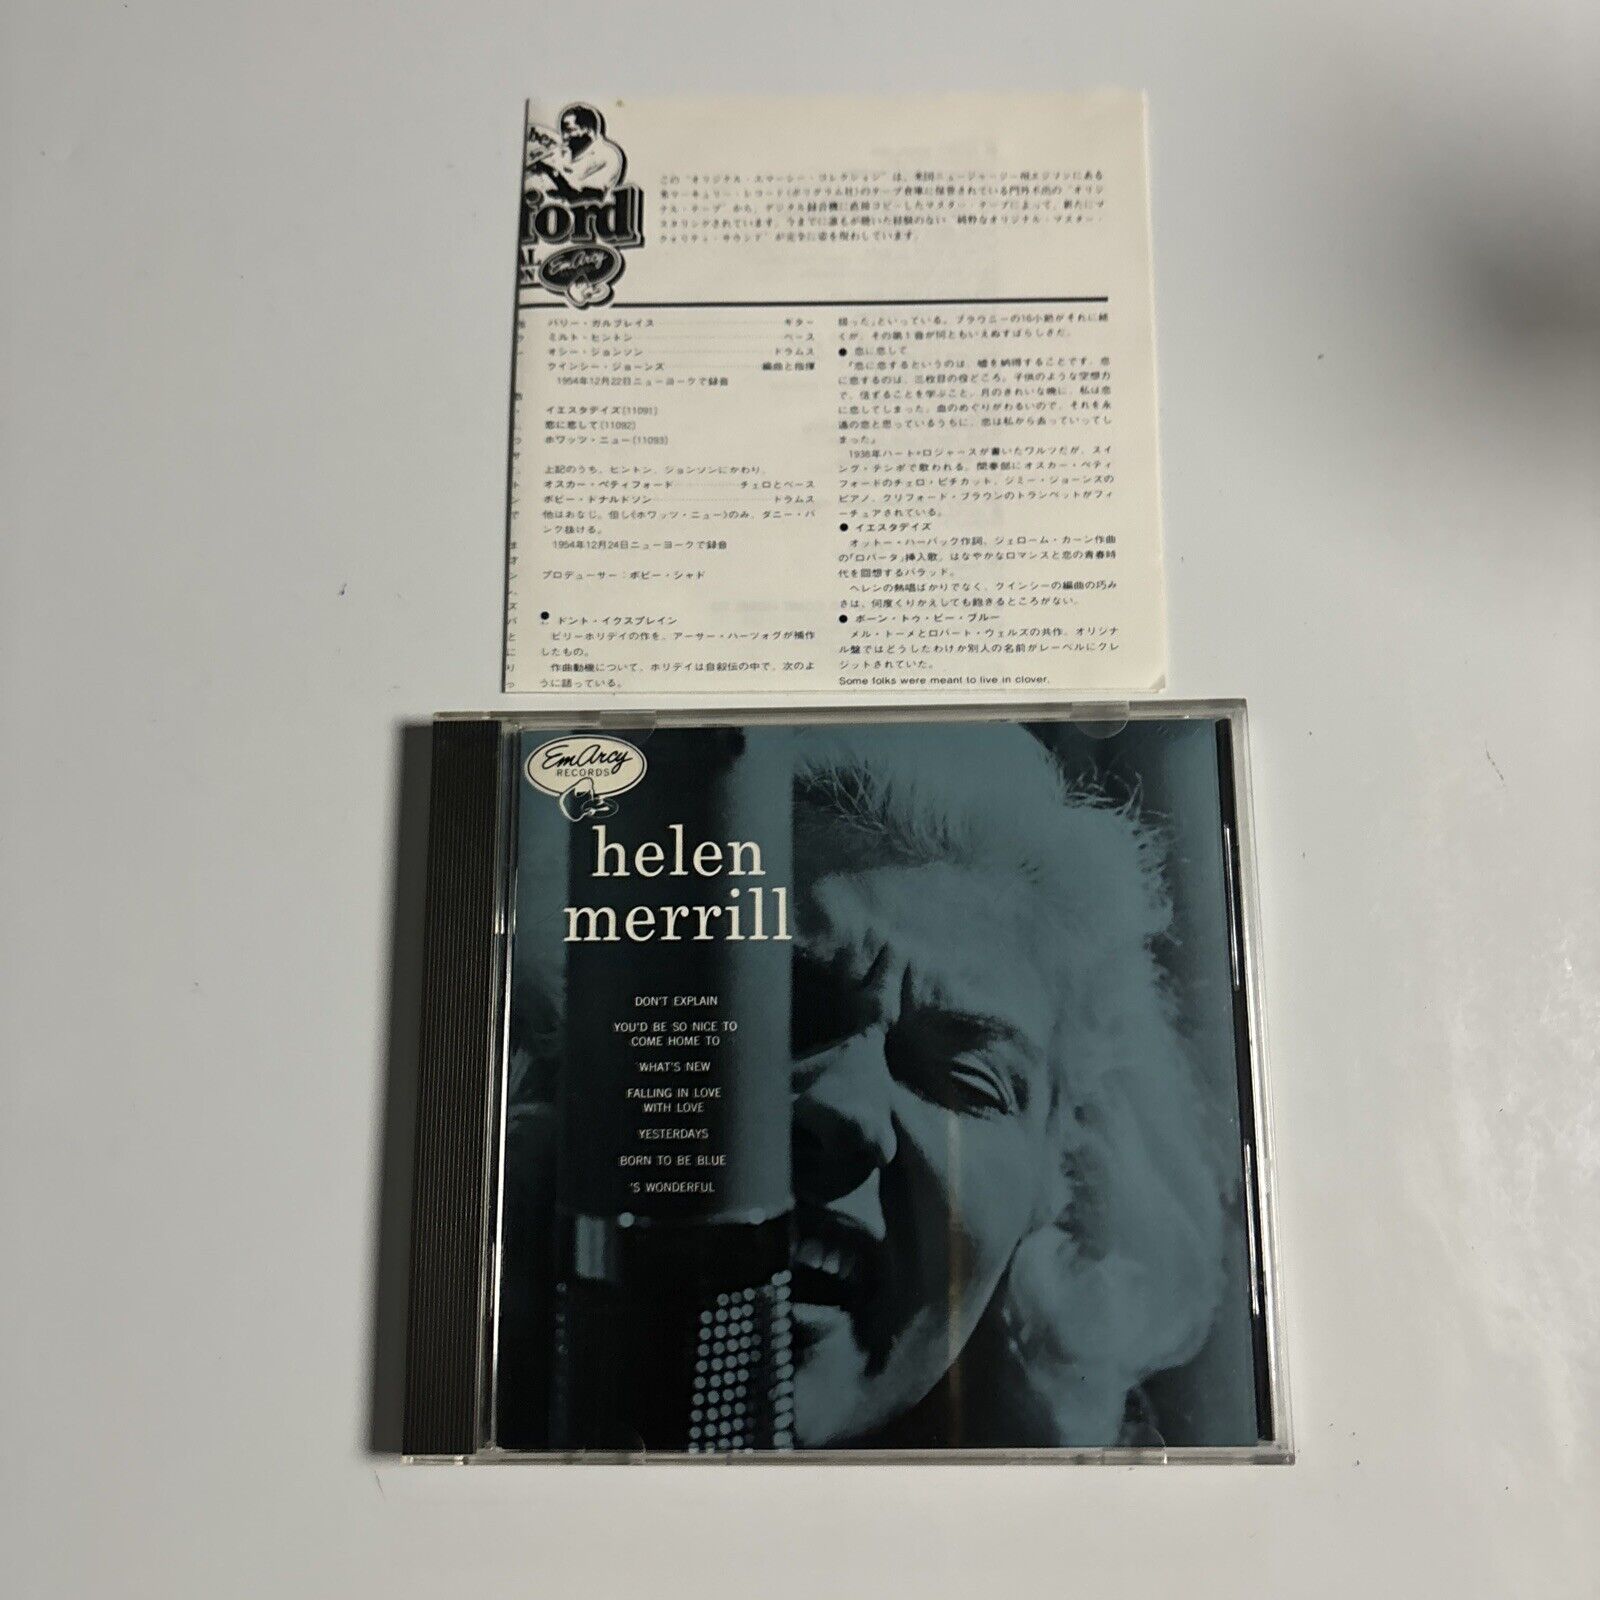 ber
ford
AL
ON
EmArcy
この"オリジナル・エマーシー・コレクション"は、米国ニュージャージー州エジソンにある
米マーキュリー・レコード(ポリグラム社)のテープ倉庫に保管されている門外不出の"オリジ
ナル・テープ"から、デジタル録音機に直接コピーしたマスター・テープによって、新たにマ
スタリングされています。今までに誰もが聴いた経験のない"純粋なオリジナル・マスター・
クォリティ・サウンド"が完全に姿を現わしています。
バリー・ガルブレイス ギター
ミルト・ヒントン ベース
オシー・ジョンソン ドラムス
クインシー・ジョーンズ 編曲と指揮
1954年12月22日ニューヨークで録音
イエスタデイズ[11091]
恋に恋して(11092)
ホワッツ・ニュー(11093)
上記のうち、ヒントン、ジョンソンにかわり、
オスカー・ペティフォード チェロとベース
ボビー・ドナルドソン ドラムス
他はおなじ。但し《ホワッツ・ニュー》のみ、ダニー・バ
ンク抜ける。
1954年12月24日ニューヨークで録音
プロデューサー：ボビー・シャド
● ドント・イクスプレイン
ビリーホリデイの作を、アーサー・ハーツォグが補作
したもの。
作曲動機について、ホリデイは自叙伝の中で、次のよ
うに語っている。
語った」といっている。ブラウニーの16小節がそれに続
くが、その第1音が何ともいえぬすばらしさだ。
● 恋に恋して
「恋に恋するというのは、嘘を納得することです。恋
に恋するのは、三枚目の役どころ。子供のような空想力
で、信ずることを学ぶこと。月のきれいな晩に、私は恋
に恋してしまった。血のめぐりがわるいので、それを永
遠の恋と思っているうちに、恋は私から去っていってし
まった」
1938年ハート+ロジャースが書いたワルツだが、スイ
ング・テンポで歌われる。間奏部にオスカー・ペティ
フォードのチェロ・ピチカット、ジミー・ジョーンズの
ピアノ、クリフォード・ブラウンのトランペットがフィ
ーチュアされている。
● イエスタデイズ
オットー・ハーバック作詞、ジェローム・カーン作曲
の「ロバータ」挿入歌。はなやかなロマンスと恋の青春時
代を回想するバラッド。
ヘレンの熱唱ばかりでなく、クインシーの編曲の巧み
さは、何度くりかえしても飽きるところがない。
● ボーン・トゥ・ビー・ブルー
メル・トーメとロバート・ウェルズの共作。オリジナ
ル盤ではどうしたわけか別人の名前がレーベルにクレ
ジットされていた。
Some folks were meant to live in clover.
EmArcy
RECORDS
helen
merrill
DON'T EXPLAIN
YOU'D BE SO NICE TO
COME HOME TO
WHAT'S NEW
FALLING IN LOVE
WITH LOVE
YESTERDAYS
BORN TO BE BLUE
'S WONDERFUL